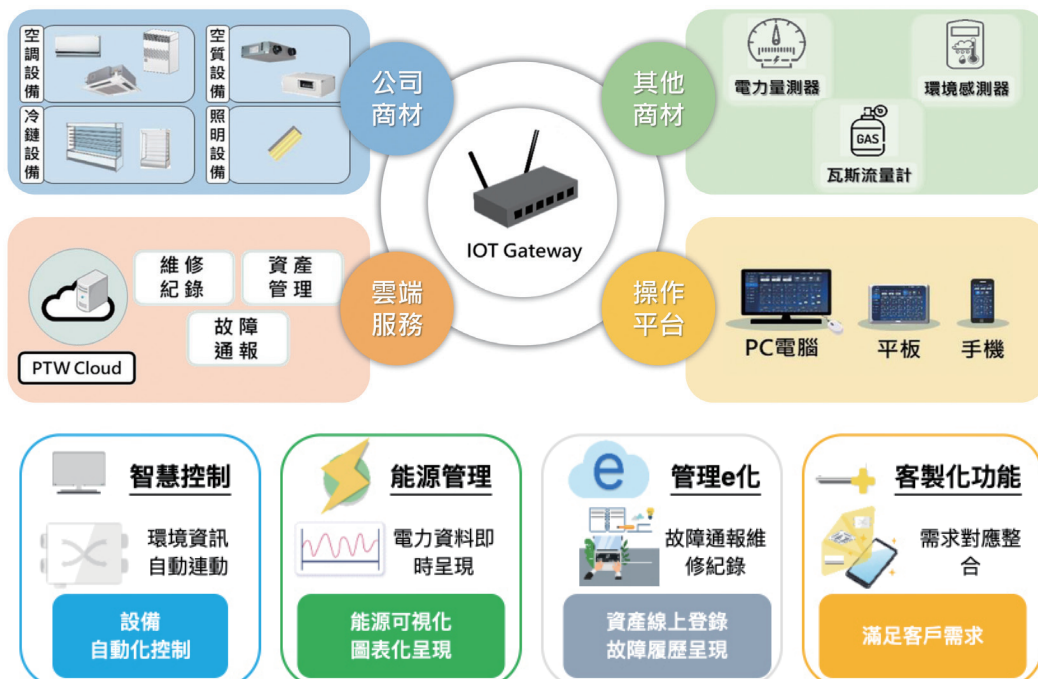 空調設備
空質設備
冷鏈設備
照明設備
公司
商材
其他
商材
電力量測器
環境感測器
GAS
瓦斯流量計
IOT Gateway
雲端
服務
操作
平台
維修
紀錄
資產
管理
故障
通報
PTW Cloud
PC電腦
平板
手機
智慧控制
環境資訊
自動連動
設備
自動化控制
能源管理
電力資料即
時呈現
能源可視化
圖表化呈現
e
管理e化
故障通報維
修紀錄
資產線上登錄
故障履歷呈現
客製化功能
需求對應整
合
滿足客戶需求